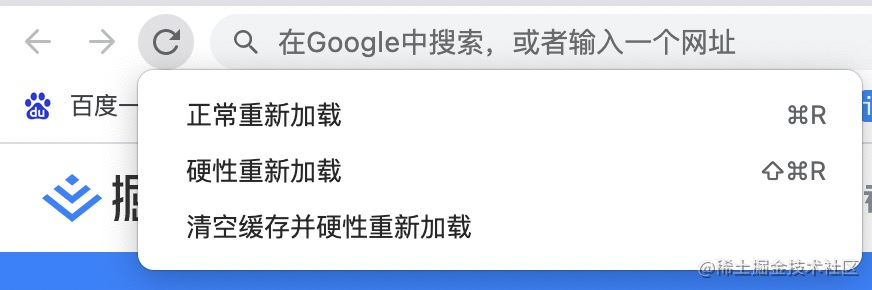 在Google中搜索，或者输入一个网址
du 百度一
正常重新加载 ⌘R
硬性重新加载 ⇧⌘R
清空缓存并硬性重新加载
掘
@稀土掘金技术社区